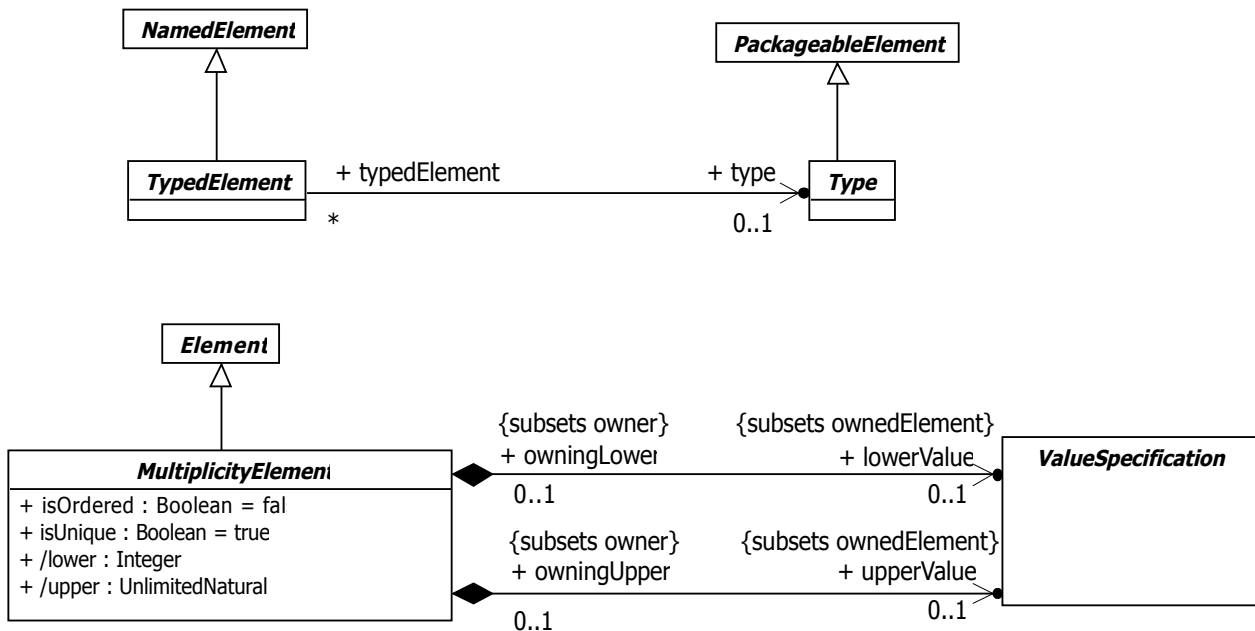 NamedElement
PackageableElement
TypedElement
+ typedElement
+ type
Type
*
0..1
Element
{subsets owner}
{subsets ownedElement}
MultiplicityElement
+ owningLower
+ lowerValue
ValueSpecification
0..1
0..1
+ isOrdered : Boolean = fal
+ isUnique : Boolean = true
+ /lower : Integer
+ /upper : UnlimitedNatural
{subsets owner}
{subsets ownedElement}
+ owningUpper
+ upperValue
0..1
0..1